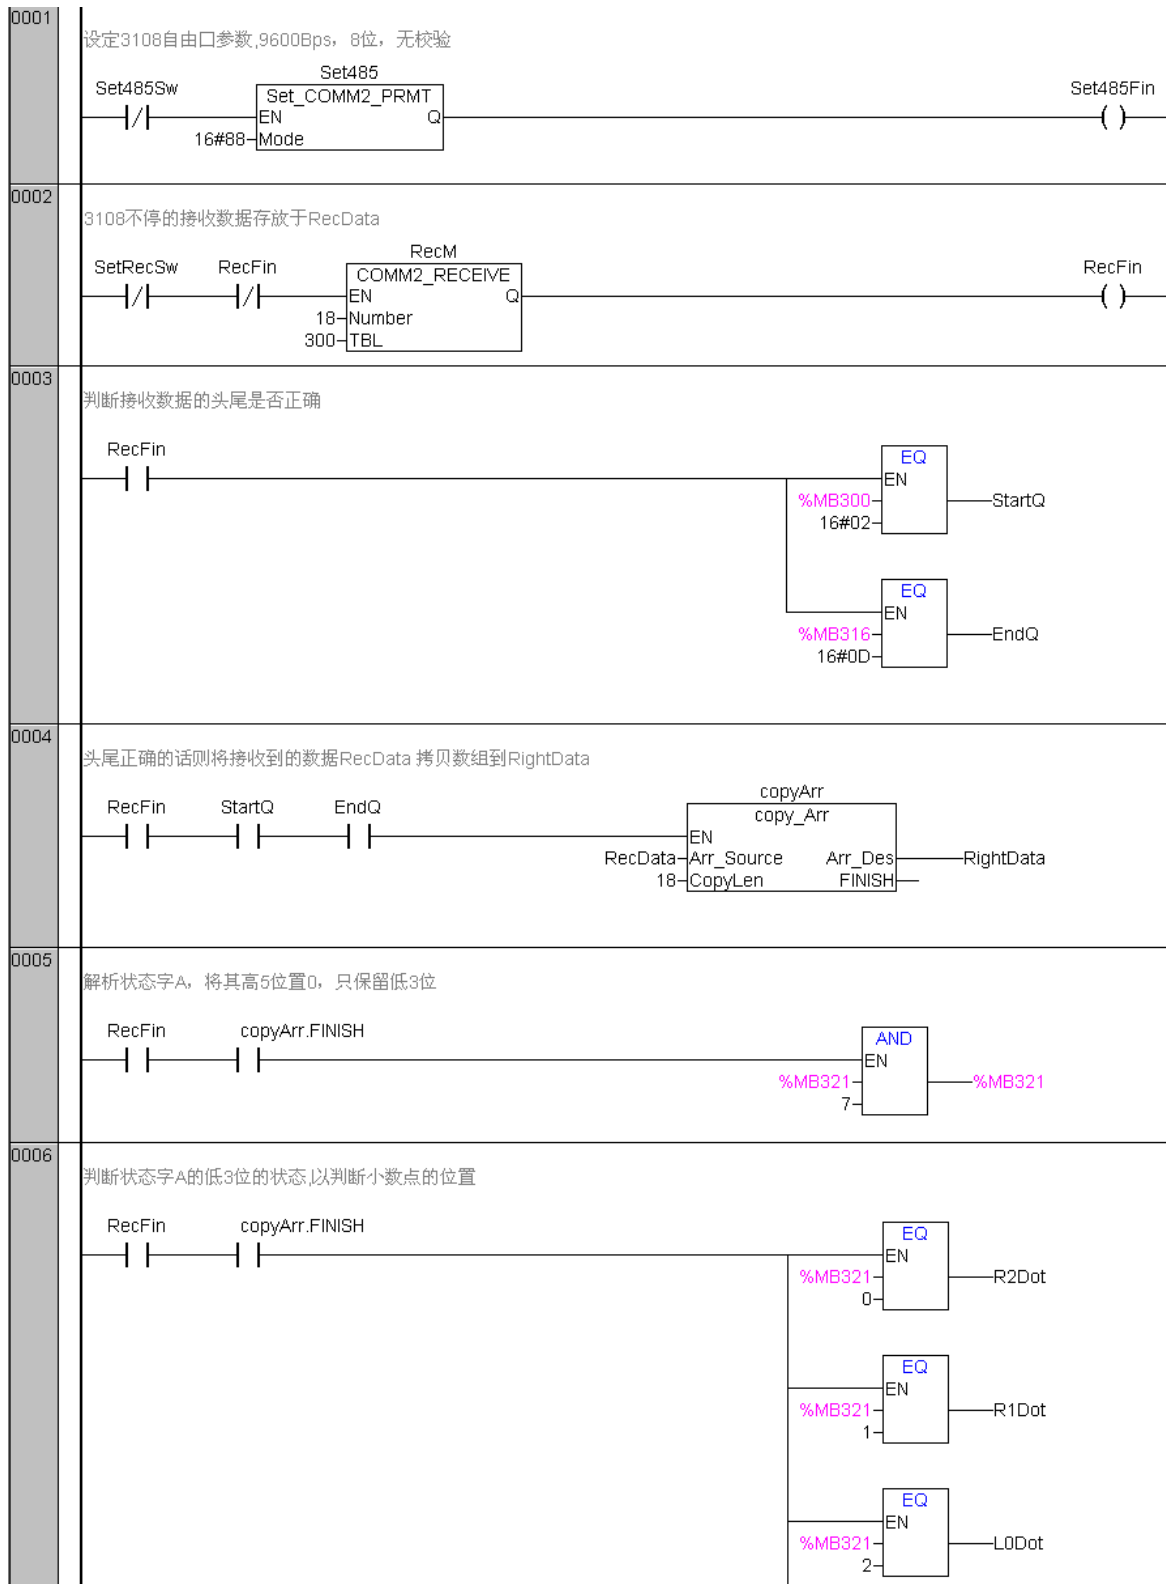 0001
设定3108自由口参数,9600Bps，8位，无校验
Set485
Set485Sw
Set485Fin
Set_COMM2_PRMT
EN
Q
16#88
Mode
0002
3108不停的接收数据存放于RecData
RecM
SetRecSw
RecFin
RecFin
COMM2_RECEIVE
EN
Q
18
Number
300
TBL
0003
判断接收数据的头尾是否正确
RecFin
EQ
EN
%MB300
StartQ
16#02
EQ
EN
%MB316
EndQ
16#0D
0004
头尾正确的话则将接收到的数据RecData 拷贝数组到RightData
copyArr
RecFin
StartQ
EndQ
copy_Arr
EN
RecData
Arr_Source
Arr_Des
RightData
18
CopyLen
FINISH
0005
解析状态字A，将其高5位置0，只保留低3位
RecFin
copyArr.FINISH
AND
EN
%MB321
%MB321
7
0006
判断状态字A的低3位的状态,以判断小数点的位置
RecFin
copyArr.FINISH
EQ
EN
%MB321
R2Dot
0
EQ
EN
%MB321
R1Dot
1
EQ
EN
%MB321
L0Dot
2